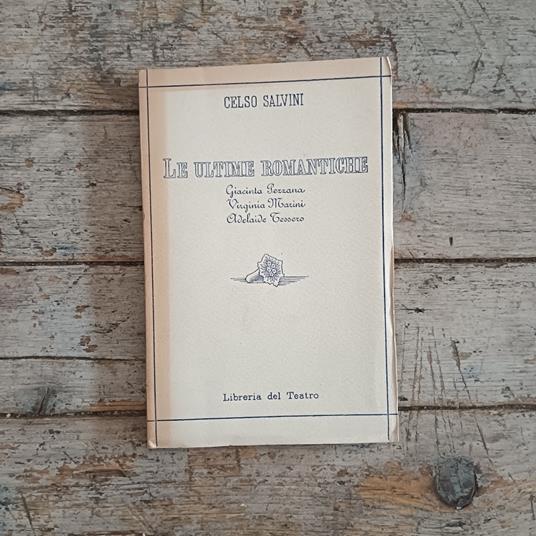 CELSO SALVINI
LE ULTIME ROMANTICHE
Giacinta Pezzana
Virginia Marini
Adelaide Tessero
Libreria del Teatro